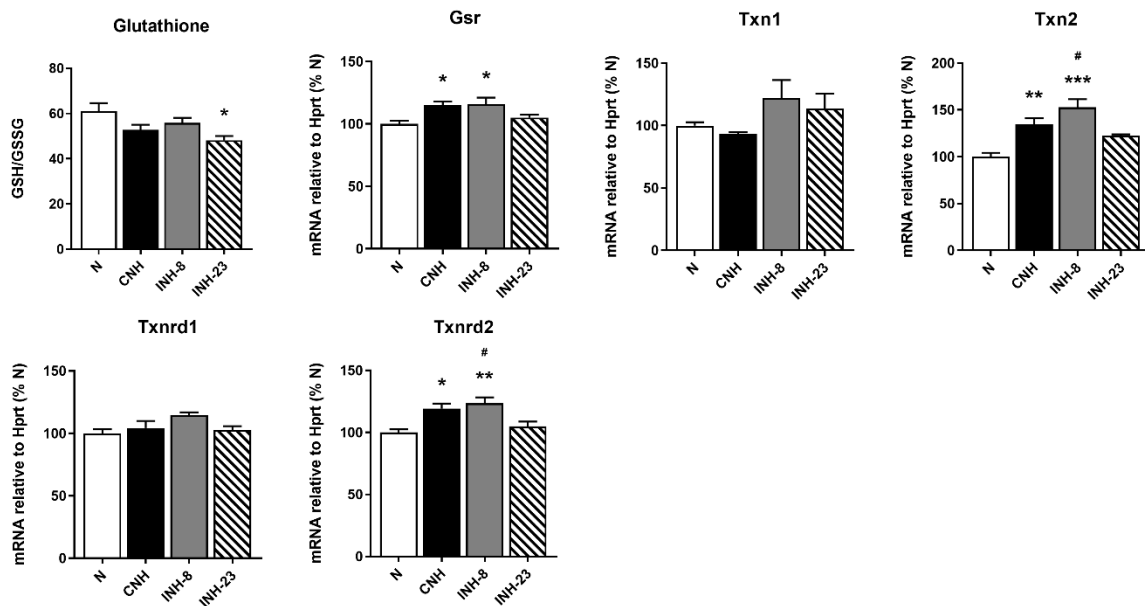 Glutathione
GSH/GSSG
80
60
40
20
0
N
CNH
INH-8
INH-23
*
Gsr
mRNA relative to Hprt (% N)
150
100
50
0
N
CNH
INH-8
INH-23
*
*
Txn1
mRNA relative to Hprt (% N)
150
100
50
0
N
CNH
INH-8
INH-23
Txn2
mRNA relative to Hprt (% N)
200
150
100
50
0
N
CNH
INH-8
INH-23
**
#
***
Txnrd1
mRNA relative to Hprt (% N)
150
100
50
0
N
CNH
INH-8
INH-23
Txnrd2
mRNA relative to Hprt (% N)
150
100
50
0
N
CNH
INH-8
INH-23
*
#
**